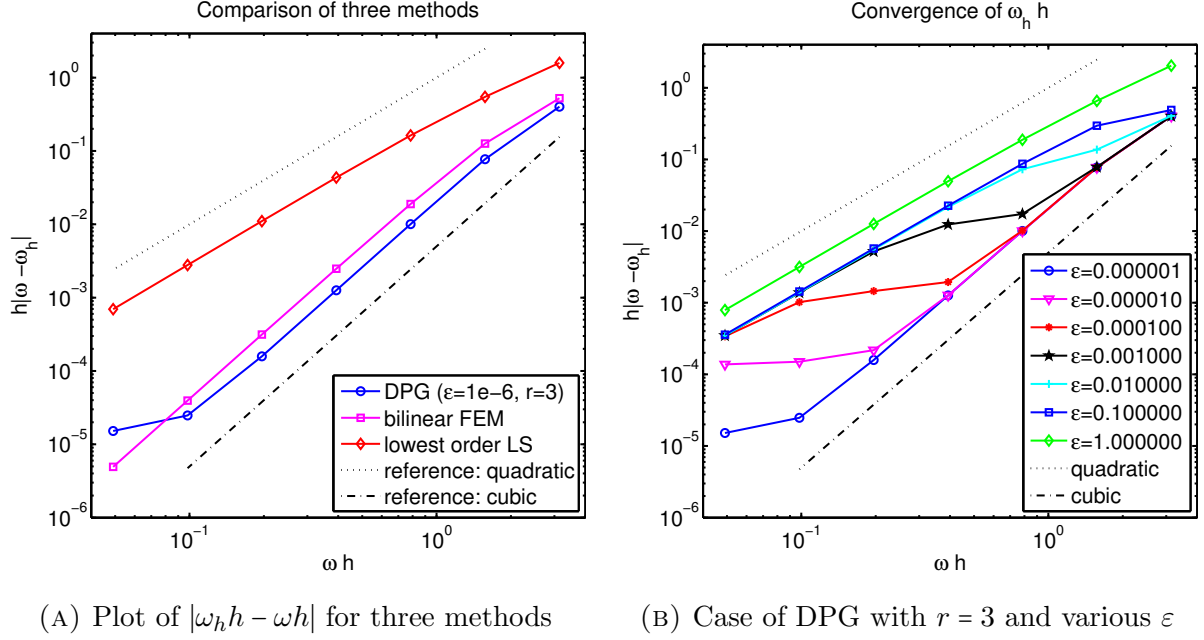 Comparison of three methods
h|ω −ω_h|
10^0
10^−1
10^−2
10^−3
10^−4
10^−5
10^−6
DPG (ε=1e−6, r=3)
bilinear FEM
lowest order LS
reference: quadratic
reference: cubic
10^−1
10^0
ω h
(A) Plot of |ω_h h − ωh| for three methods
Convergence of ω_h h
h|ω −ω_h|
10^0
10^−1
10^−2
10^−3
10^−4
10^−5
10^−6
ε=0.000001
ε=0.000010
ε=0.000100
ε=0.001000
ε=0.010000
ε=0.100000
ε=1.000000
quadratic
cubic
10^−1
10^0
ω h
(B) Case of DPG with r = 3 and various ε